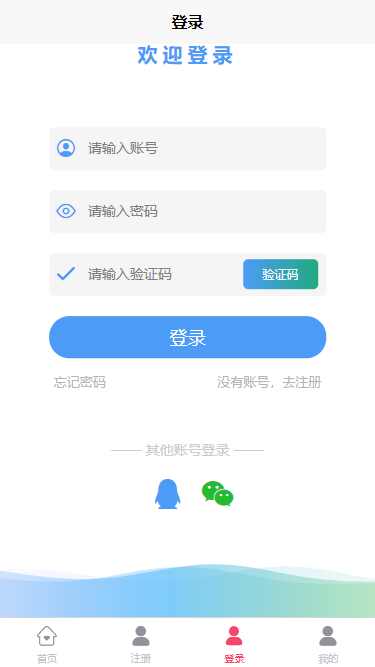 登录
欢迎登录
请输入账号
请输入密码
请输入验证码 验证码
登录
忘记密码 没有账号，去注册
其他账号登录
首页 注册 登录 我的